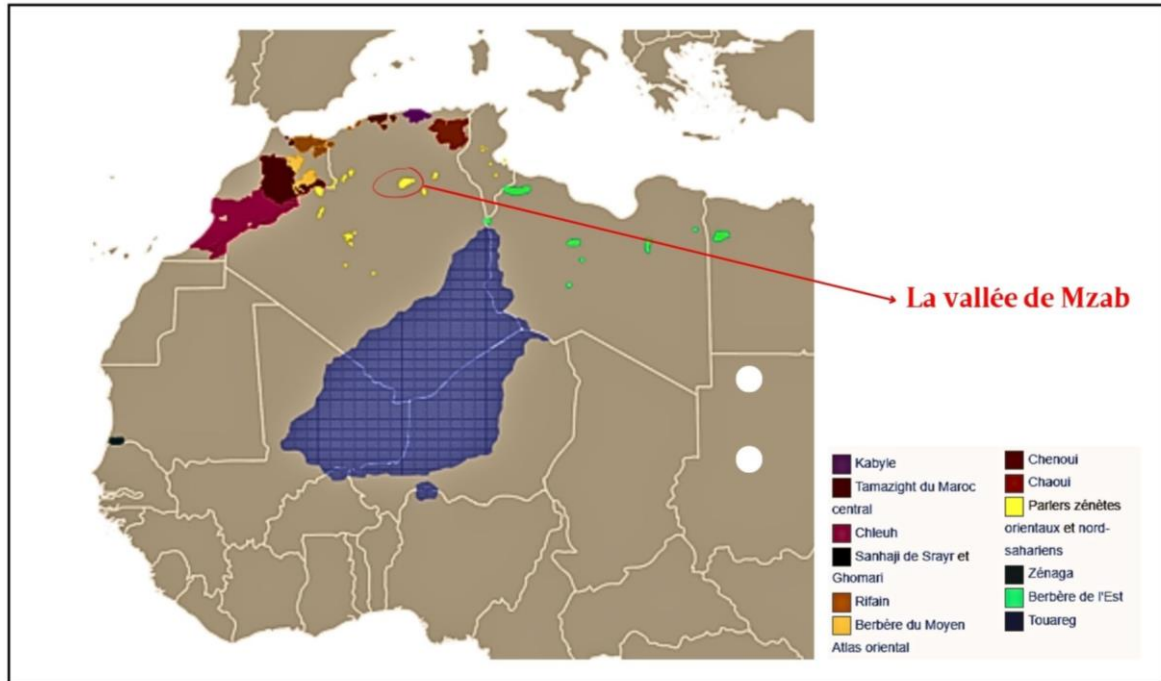 La vallée de Mzab
Kabyle
Tamazight du Maroc
central
Chleuh
Sanhaji de Srayr et
Ghomari
Rifain
Berbère du Moyen
Atlas oriental
Chenoui
Chaoui
Parlers zénètes
orientaux et nord-
sahariens
Zénaga
Berbère de l'Est
Touareg